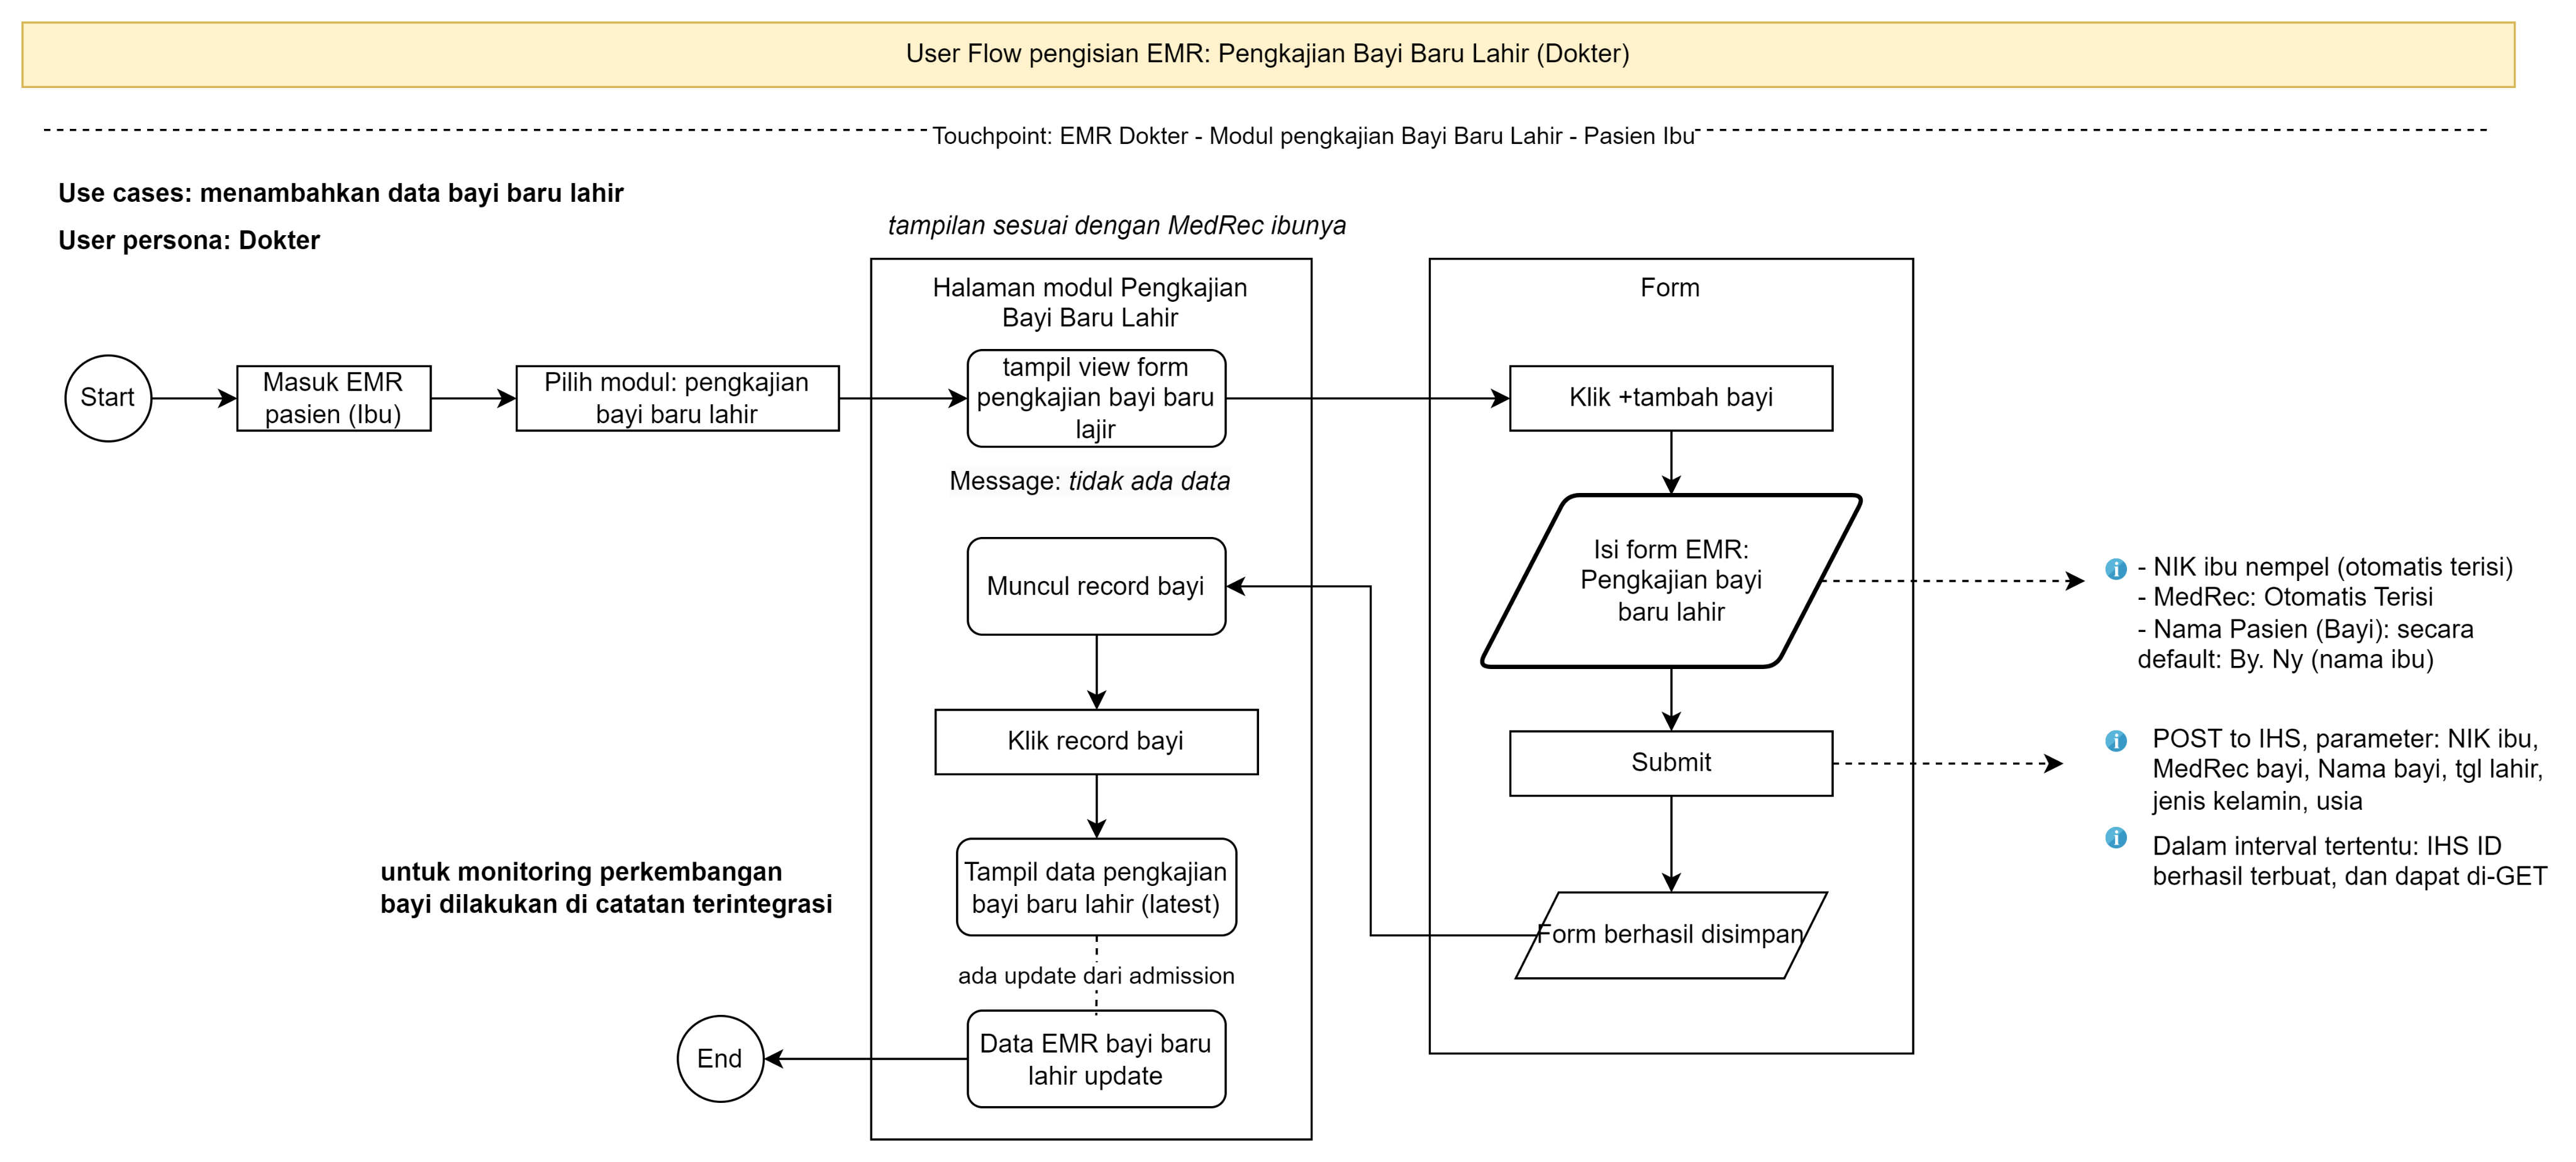 User Flow pengisian EMR: Pengkajian Bayi Baru Lahir (Dokter)
Touchpoint: EMR Dokter - Modul pengkajian Bayi Baru Lahir - Pasien Ibu
Use cases: menambahkan data bayi baru lahir
User persona: Dokter
tampilan sesuai dengan MedRec ibunya
Start
Masuk EMR
pasien (Ibu)
Pilih modul: pengkajian
bayi baru lahir
Halaman modul Pengkajian
Bayi Baru Lahir
tampil view form
pengkajian bayi baru
lajir
Message: tidak ada data
Muncul record bayi
Klik record bayi
Tampil data pengkajian
bayi baru lahir (latest)
ada update dari admission
Data EMR bayi baru
lahir update
End
untuk monitoring perkembangan
bayi dilakukan di catatan terintegrasi
Form
Klik +tambah bayi
Isi form EMR:
Pengkajian bayi
baru lahir
Submit
Form berhasil disimpan
- NIK ibu nempel (otomatis terisi)
- MedRec: Otomatis Terisi
- Nama Pasien (Bayi): secara
default: By. Ny (nama ibu)
POST to IHS, parameter: NIK ibu,
MedRec bayi, Nama bayi, tgl lahir,
jenis kelamin, usia
Dalam interval tertentu: IHS ID
berhasil terbuat, dan dapat di-GET